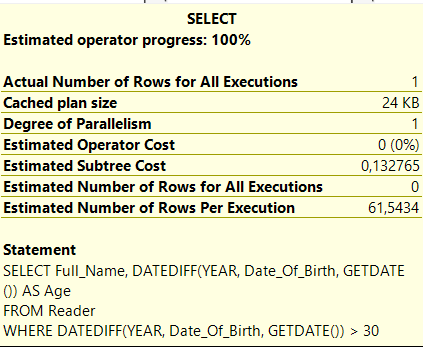 SELECT
Estimated operator progress: 100%
Actual Number of Rows for All Executions 1
Cached plan size 24 KB
Degree of Parallelism 1
Estimated Operator Cost 0 (0%)
Estimated Subtree Cost 0,132765
Estimated Number of Rows for All Executions 0
Estimated Number of Rows Per Execution 61,5434
Statement
SELECT Full_Name, DATEDIFF(YEAR, Date_Of_Birth, GETDATE
()) AS Age
FROM Reader
WHERE DATEDIFF(YEAR, Date_Of_Birth, GETDATE()) > 30